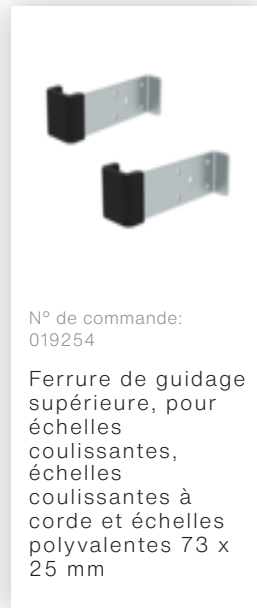 N° de commande:
019254
Ferrure de guidage
supérieure, pour
échelles
coulissantes,
échelles
coulissantes à
corde et échelles
polyvalentes 73 x
25 mm